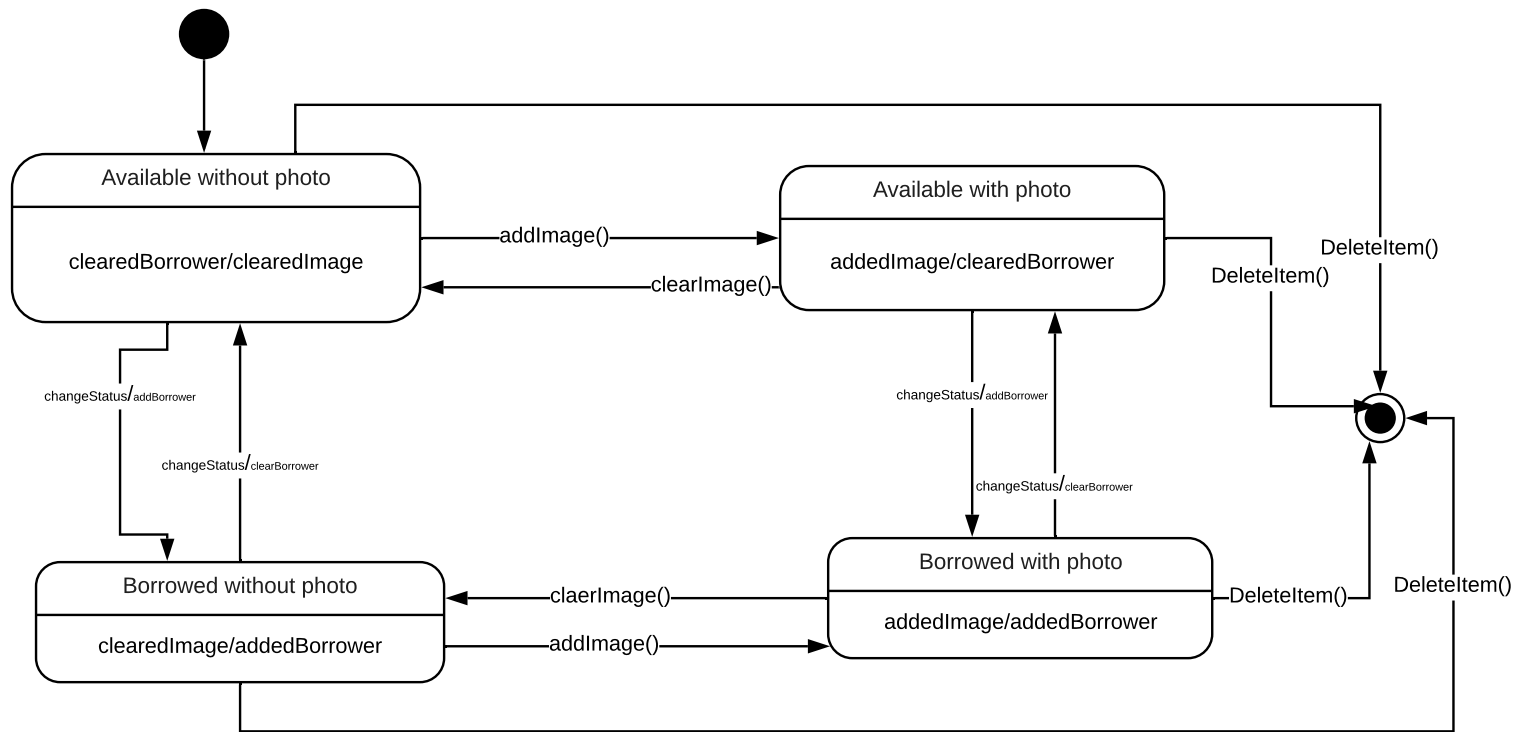 Available without photo
clearedBorrower/clearedImage
Available with photo
addedImage/clearedBorrower
addImage()
clearImage()
DeleteItem()
DeleteItem()
changeStatus/addBorrower
changeStatus/clearBorrower
changeStatus/addBorrower
changeStatus/clearBorrower
Borrowed without photo
clearedImage/addedBorrower
claerImage()
addImage()
Borrowed with photo
addedImage/addedBorrower
DeleteItem()
DeleteItem()